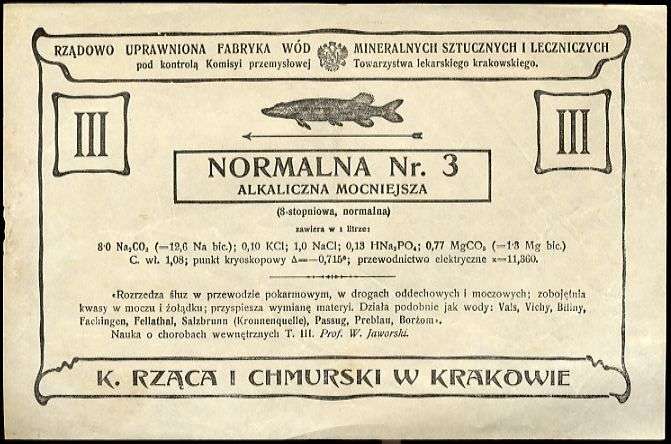 RZĄDOWO UPRAWNIONA FABRYKA WÓD MINERALNYCH SZTUCZNYCH I LECZNICZYCH
pod kontrolą Komisyi przemysłowej Towarzystwa lekarskiego krakowskiego.
III III
NORMALNA Nr. 3
ALKALICZNA MOCNIEJSZA
(8-stopniowa, normalna)
zawiera w 1 litrze:
8·0 Na₂CO₃ (=12,6 Na bic.); 0,10 KCl; 1,0 NaCl; 0,13 HNa₂PO₄; 0,77 MgCO₃ (=1·3 Mg bic.)
C. wł. 1,08; punkt kryoskopowy Δ=−0,715°; przewodnictwo elektryczne x=11,360.
«Rozrzedza śluz w przewodzie pokarmowym, w drogach oddechowych i moczowych; zobojętnia
kwasy w moczu i żołądku; przyspiesza wymianę materyi. Działa podobnie jak wody: Vals, Vichy, Biliny,
Fachingen, Fellathal, Salzbrunn (Kronnenquelle), Passug, Preblau, Borżom».
Nauka o chorobach wewnętrznych T. III. Prof. W. Jaworski.
K. RZĄCA I CHMURSKI W KRAKOWIE